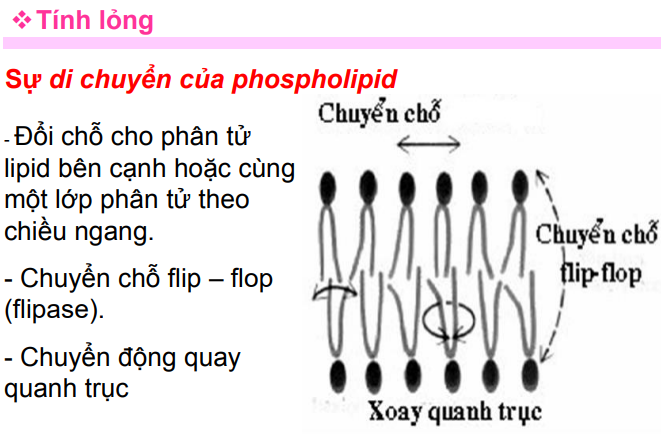 ❖ Tính lỏng
Sự di chuyển của phospholipid
- Đổi chỗ cho phân tử
lipid bên cạnh hoặc cùng
một lớp phân tử theo
chiều ngang.
- Chuyển chỗ flip – flop
(flipase).
- Chuyển động quay
quanh trục
Chuyển chỗ
Chuyển chỗ
flip-flop
Xoay quanh trục